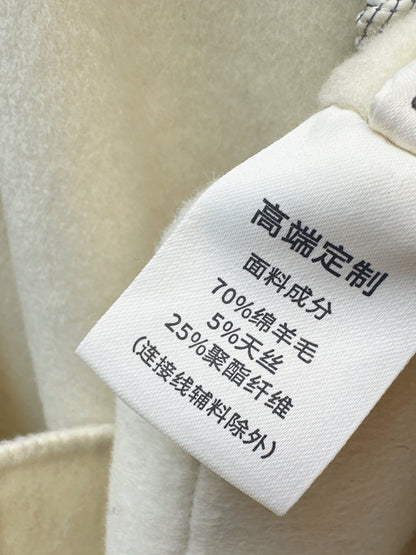 高端定制
面料成分
70%绵羊毛
5%天丝
25%聚酯纤维
(连接线辅料除外)